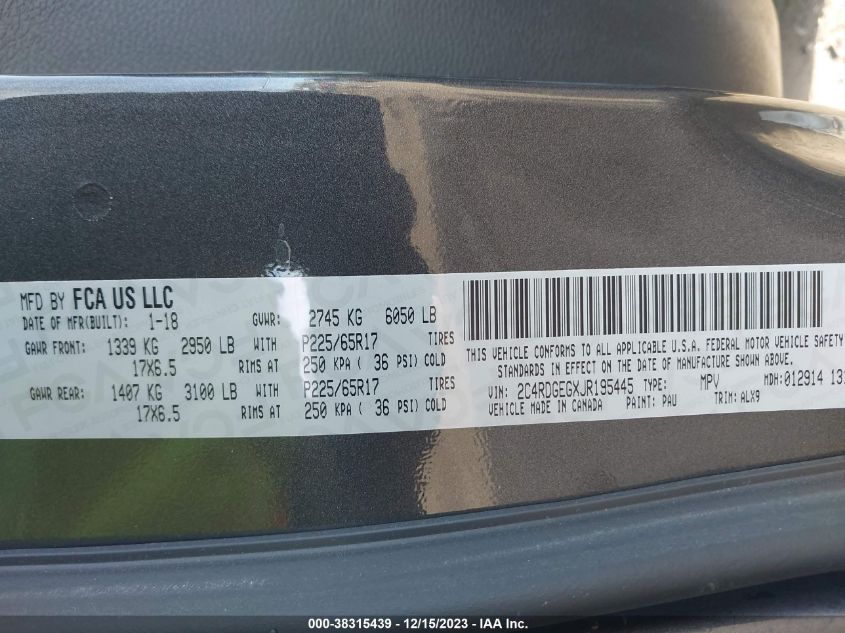 MFD BY FCA US LLC
DATE OF MFR(BUILT): 1-18 GVWR: 2745 KG 6050 LB
GAWR FRONT: 1339 KG 2950 LB WITH P225/65R17 TIRES
17X6.5 RIMS AT 250 KPA ( 36 PSI) COLD
GAWR REAR: 1407 KG 3100 LB WITH P225/65R17 TIRES
17X6.5 RIMS AT 250 KPA ( 36 PSI) COLD
THIS VEHICLE CONFORMS TO ALL APPLICABLE U.S.A. FEDERAL MOTOR VEHICLE SAFETY
STANDARDS IN EFFECT ON THE DATE OF MANUFACTURE SHOWN ABOVE.
VIN: 2C4RDGEGXJR195445 TYPE: MPV MDH:012914 131
VEHICLE MADE IN CANADA PAINT: PAU TRIM: ALX9
000-38315439 - 12/15/2023 - IAA Inc.